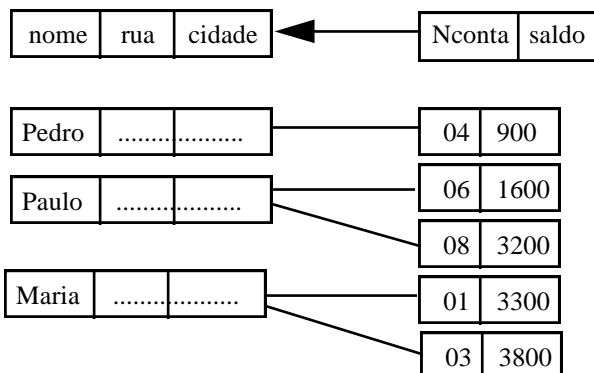 nome rua cidade Nconta saldo
Pedro ................... 04 900
06 1600
Paulo ...................
08 3200
Maria ................... 01 3300
03 3800